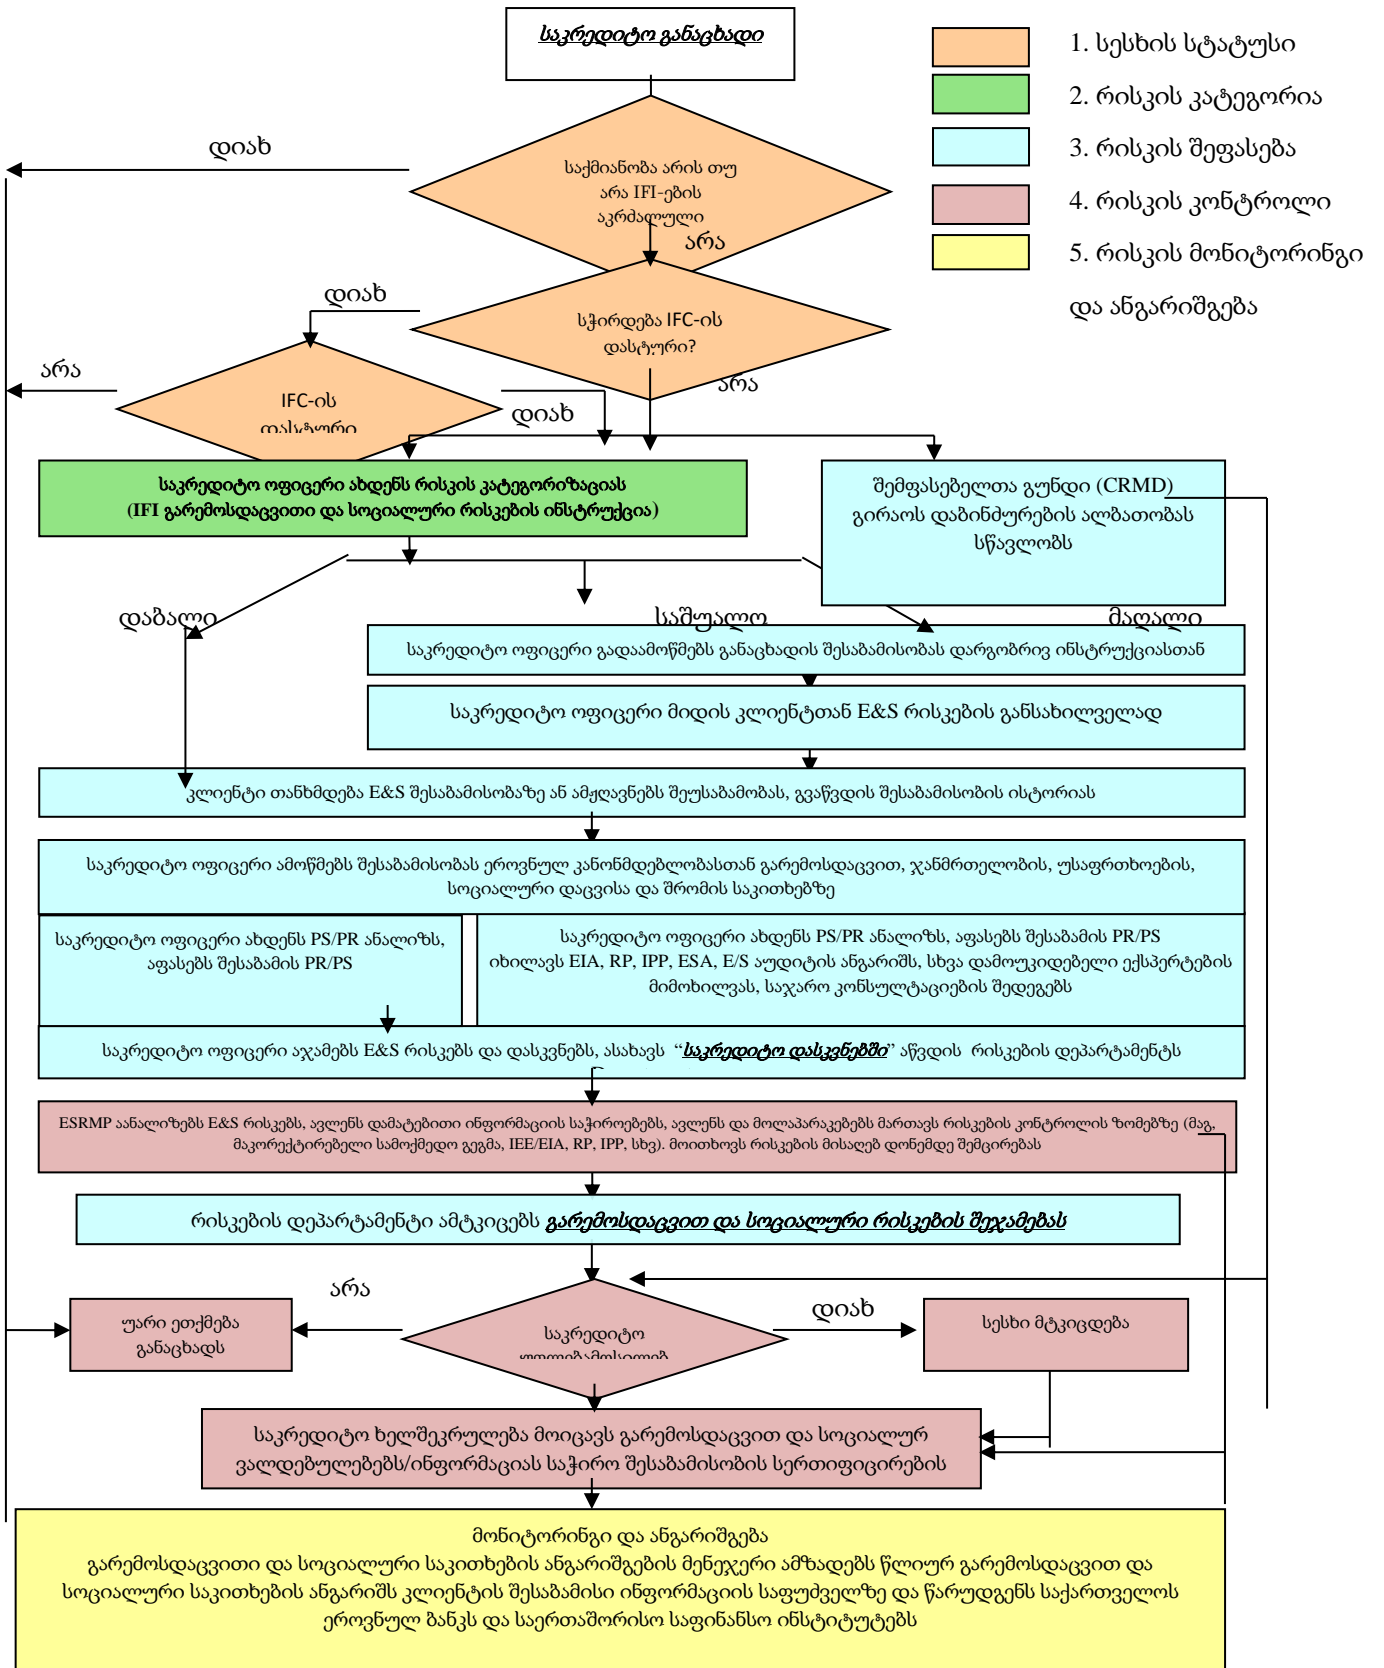 საკრედიტო განაცხადი
1. სესხის სტატუსი
2. რისკის კატეგორია
3. რისკის შეფასება
4. რისკის კონტროლი
5. რისკის მონიტორინგი
და ანგარიშგება
დიახ
საქმიანობა არის თუ
არა IFI-ების
აკრძალული
არა
დიახ
სჭირდება IFC-ის
დასტური?
არა
არა
IFC-ის
დასტური
დიახ
საკრედიტო ოფიცერი ახდენს რისკის კატეგორიზაციას
(IFI გარემოსდაცვითი და სოციალური რისკების ინსტრუქცია)
შემფასებელთა გუნდი (CRMD)
გირაოს დაბინძურების ალბათობას
სწავლობს
დაბალი
საშუალო
მაღალი
საკრედიტო ოფიცერი გადაამოწმებს განაცხადის შესაბამისობას დარგობრივ ინსტრუქციასთან
საკრედიტო ოფიცერი მიდის კლიენტთან E&S რისკების განსახილველად
კლიენტი თანხმდება E&S შესაბამისობაზე ან ამჟღავნებს შეუსაბამობას, გვაწვდის შესაბამისობის ისტორიას
საკრედიტო ოფიცერი ამოწმებს შესაბამისობას ეროვნულ კანონმდებლობასთან გარემოსდაცვით, ჯანმრთელობის, უსაფრთხოების,
სოციალური დაცვისა და შრომის საკითხებზე
საკრედიტო ოფიცერი ახდენს PS/PR ანალიზს,
აფასებს შესაბამის PR/PS
საკრედიტო ოფიცერი ახდენს PS/PR ანალიზს, აფასებს შესაბამის PR/PS
იხილავს EIA, RP, IPP, ESA, E/S აუდიტის ანგარიშს, სხვა დამოუკიდებელი ექსპერტების
მიმოხილვას, საჯარო კონსულტაციების შედეგებს
საკრედიტო ოფიცერი აჯამებს E&S რისკებს და დასკვნებს, ასახავს “საკრედიტო დასკვნებში” აწვდის რისკების დეპარტამენტს
ESRMP აანალიზებს E&S რისკებს, ავლენს დამატებითი ინფორმაციის საჭიროებებს, ავლენს და მოლაპარაკებებს მართავს რისკების კონტროლის ზომებზე (მაგ,
მაკორექტირებელი სამოქმედო გეგმა, IEE/EIA, RP, IPP, სხვ). მოითხოვს რისკების მისაღებ დონემდე შემცირებას
რისკების დეპარტამენტი ამტკიცებს გარემოსდაცვით და სოციალური რისკების შეჯამებას
არა
უარი ეთქმება
განაცხადს
საკრედიტო
დიახ
სესხი მტკიცდება
საკრედიტო ხელშეკრულება მოიცავს გარემოსდაცვით და სოციალურ
ვალდებულებებს/ინფორმაციას საჭირო შესაბამისობის სერთიფიცირების
მონიტორინგი და ანგარიშგება
გარემოსდაცვითი და სოციალური საკითხების ანგარიშგების მენეჯერი ამზადებს წლიურ გარემოსდაცვით და
სოციალური საკითხების ანგარიშს კლიენტის შესაბამისი ინფორმაციის საფუძველზე და წარუდგენს საქართველოს
ეროვნულ ბანკს და საერთაშორისო საფინანსო ინსტიტუტებს